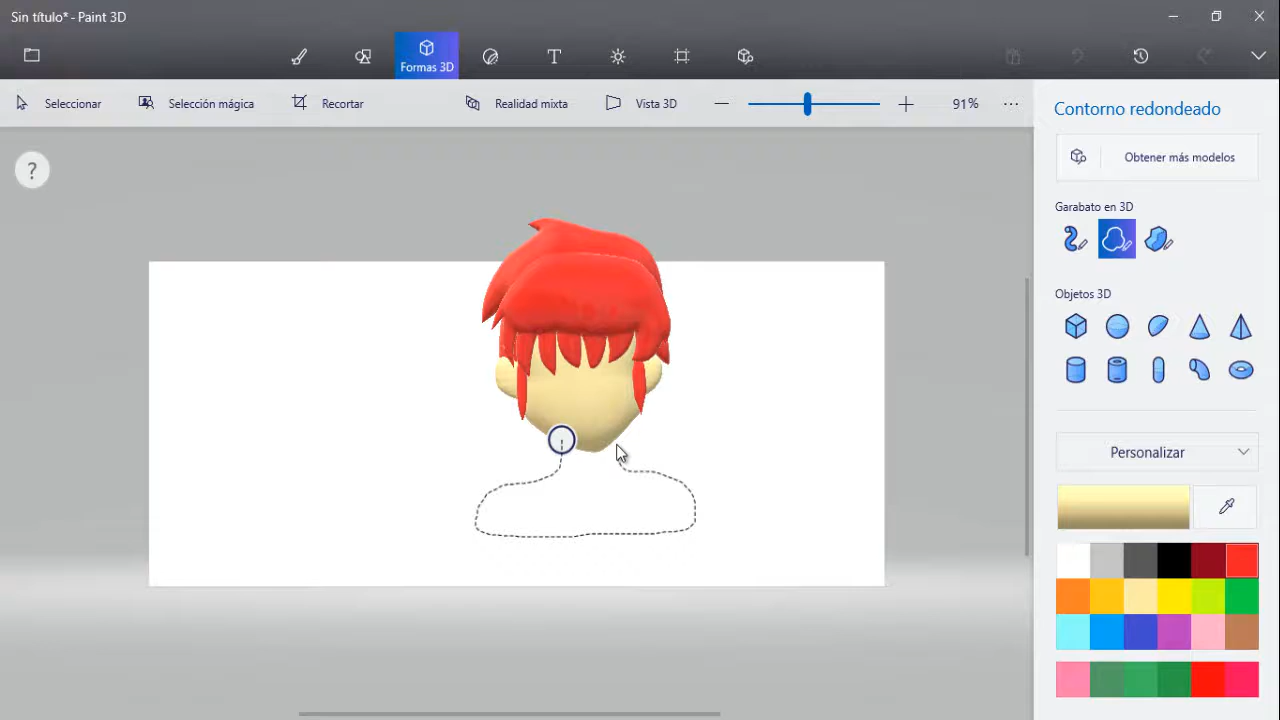 Sin título* - Paint 3D
Formas 3D
Seleccionar
Selección mágica
Recortar
Realidad mixta
Vista 3D
91%
Contorno redondeado
?
Obtener más modelos
Garabato en 3D
Objetos 3D
Personalizar